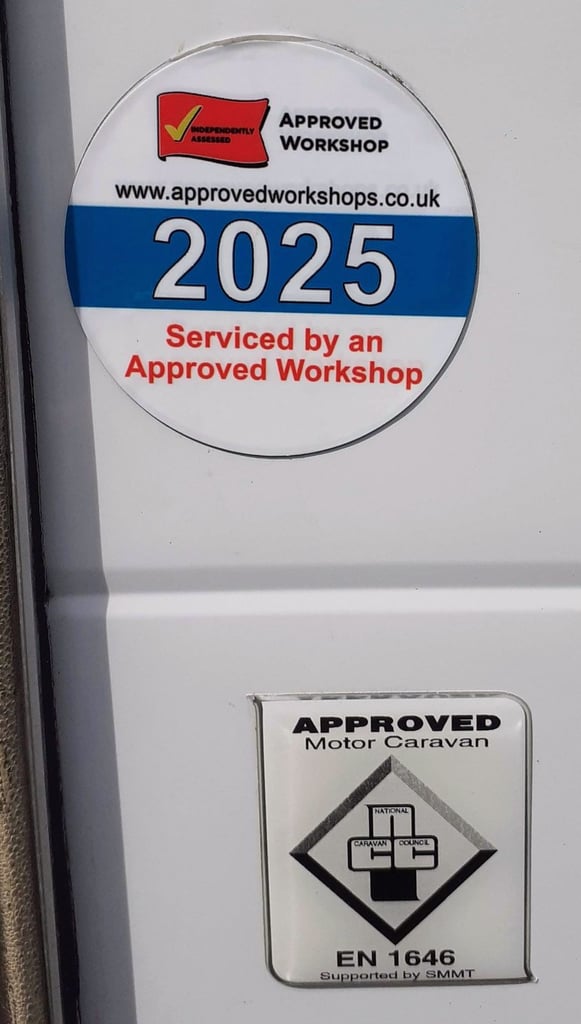 INDEPENDENTLY
ASSESSED
APPROVED
WORKSHOP
www.approvedworkshops.co.uk
2025
Serviced by an
Approved Workshop
APPROVED
Motor Caravan
NATIONAL
CARAVAN COUNCIL
EN 1646
Supported by SMMT